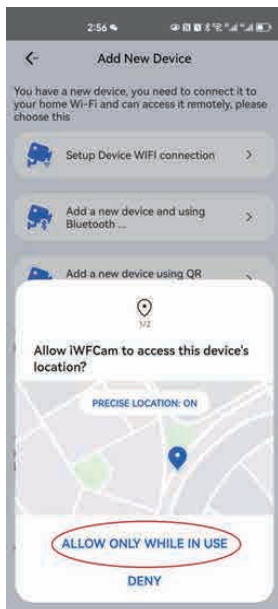 2:56
Add New Device
You have a new device, you need to connect it to
your home Wi-Fi and can access it remotely, please
choose this
Setup Device WIFI connection
Add a new device and using
Bluetooth ...
Add a new device using QR
1/2
Allow iWFCam to access this device's
location?
PRECISE LOCATION: ON
ALLOW ONLY WHILE IN USE
DENY